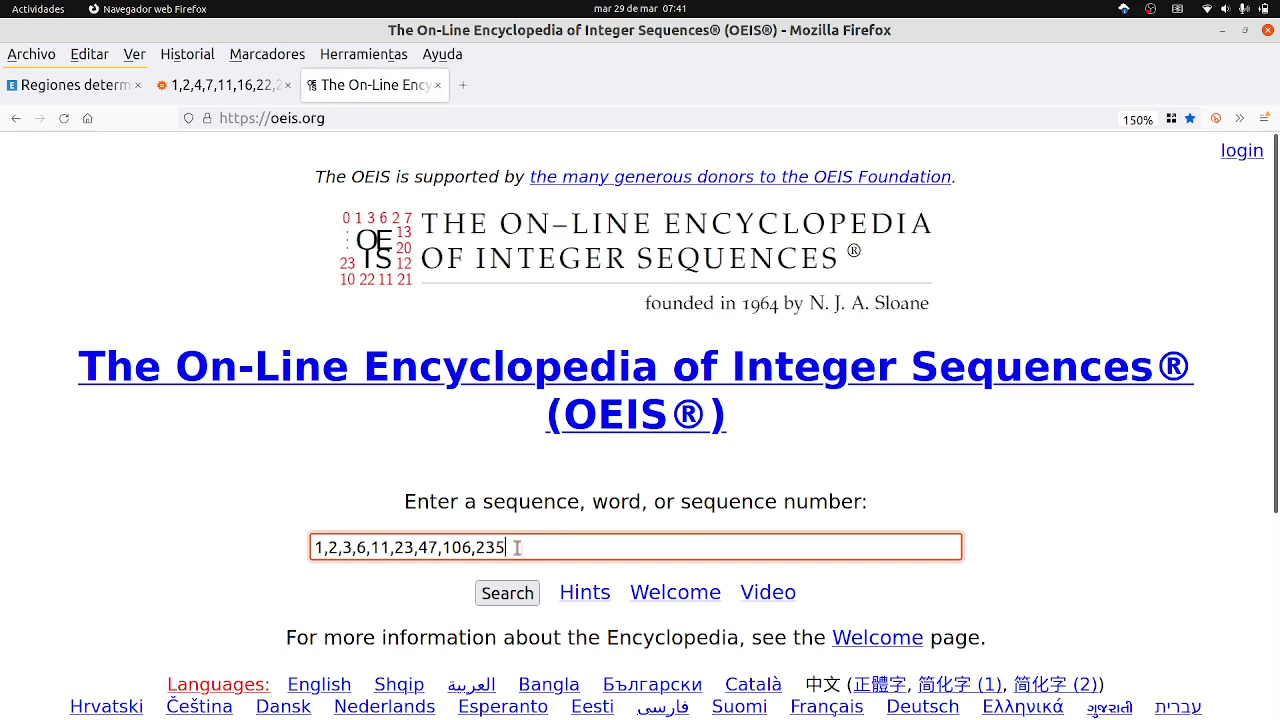 Actividades Navegador web Firefox mar 29 de mar 07:41
The On-Line Encyclopedia of Integer Sequences® (OEIS®) - Mozilla Firefox
Archivo Editar Ver Historial Marcadores Herramientas Ayuda
Regiones determ × 1,2,4,7,11,16,22,2 × The On-Line Ency × +
https://oeis.org 150%
login
The OEIS is supported by the many generous donors to the OEIS Foundation.
0 1 3 6 2 7
: OE 13
: IS 20
23 12
10 22 11 21
THE ON–LINE ENCYCLOPEDIA
OF INTEGER SEQUENCES ®
founded in 1964 by N. J. A. Sloane
The On-Line Encyclopedia of Integer Sequences®
(OEIS®)
Enter a sequence, word, or sequence number:
1,2,3,6,11,23,47,106,235
Search Hints Welcome Video
For more information about the Encyclopedia, see the Welcome page.
Languages: English Shqip العربية Bangla Български Català 中文 (正體字, 简化字 (1), 简化字 (2))
Hrvatski Čeština Dansk Nederlands Esperanto Eesti فارسی Suomi Français Deutsch Ελληνικά ગુજરાતી עברית